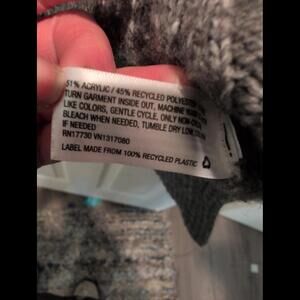 51% ACRYLIC / 45% RECYCLED POLYESTER
TURN GARMENT INSIDE OUT, MACHINE WASH
LIKE COLORS, GENTLE CYCLE, ONLY NON-
BLEACH WHEN NEEDED, TUMBLE DRY LOW,
IF NEEDED
RN17730 VN1317080
LABEL MADE FROM 100% RECYCLED PLASTIC